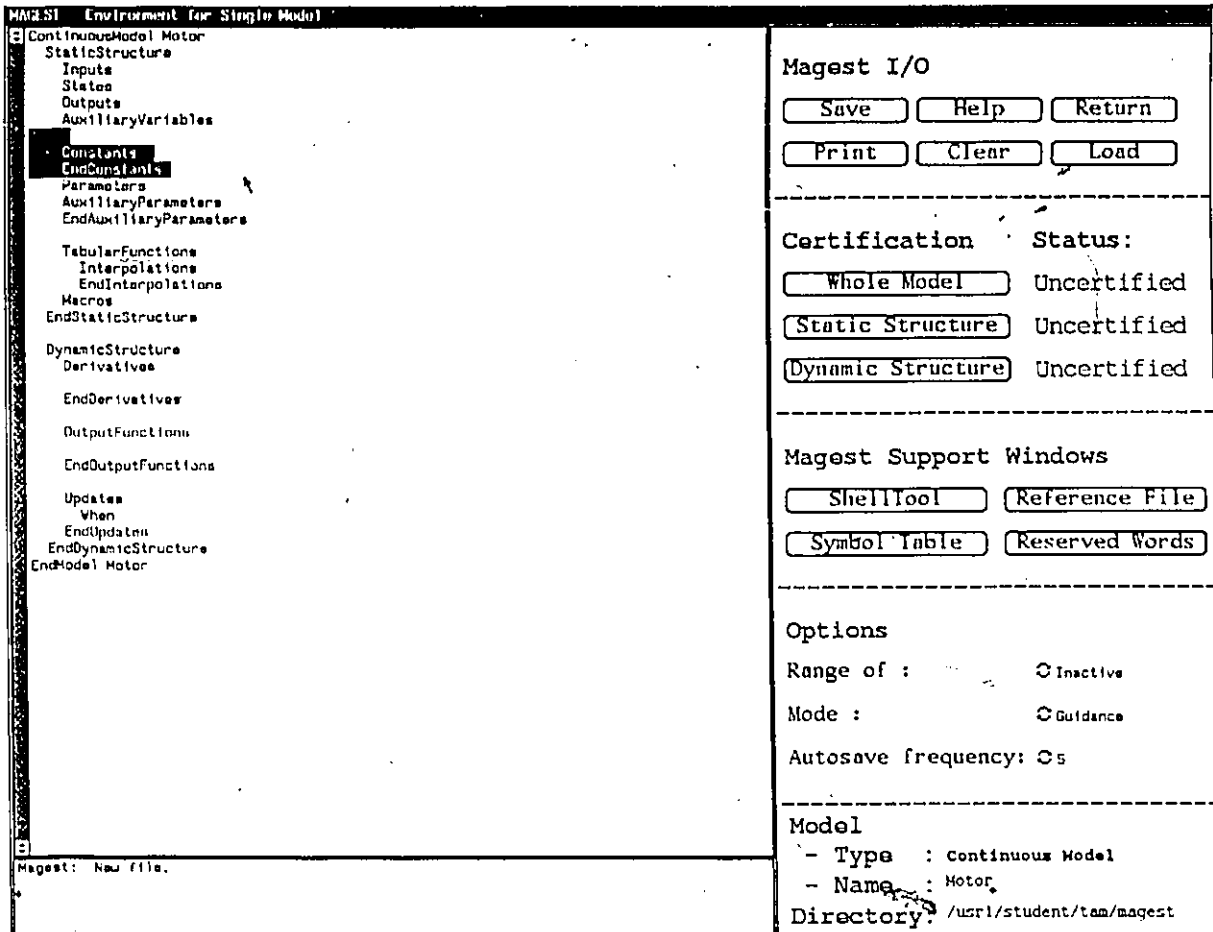 MAGEST Environment for Single Model
ContinuousModel Motor
StaticStructure
Inputs
States
Outputs
AuxiliaryVariables
Constants
EndConstants
Parameters
AuxiliaryParameters
EndAuxiliaryParameters
TabularFunctions
Interpolations
EndInterpolations
Macros
EndStaticStructure
DynamicStructure
Derivatives
EndDerivatives
OutputFunctions
EndOutputFunctions
Updates
When
EndUpdates
EndDynamicStructure
EndModel Motor
Magest: New file.
Magest I/O
Save Help Return
Print Clear Load
Certification Status:
Whole Model Uncertified
Static Structure Uncertified
Dynamic Structure Uncertified
Magest Support Windows
ShellTool Reference File
Symbol Table Reserved Words
Options
Range of : Inactive
Mode : Guidance
Autosave frequency: 5
Model
- Type : Continuous Model
- Name : Motor
Directory: /usr1/student/tam/magest